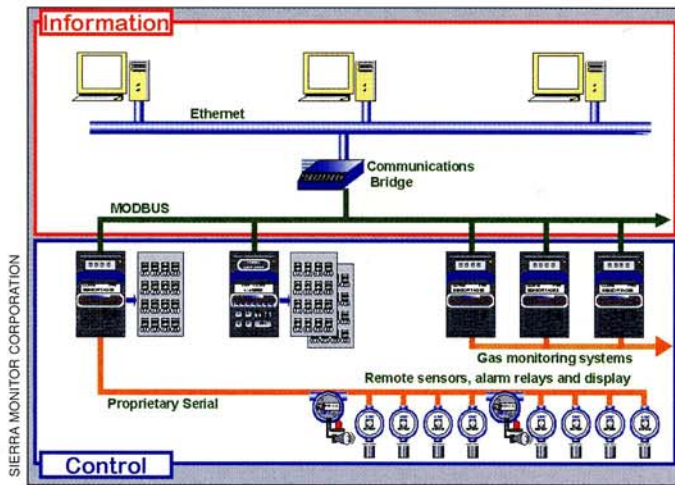 Information
Ethernet
Communications
Bridge
MODBUS
SIERRA MONITOR CORPORATION
Gas monitoring systems
Remote sensors, alarm relays and display
Proprietary Serial
Control